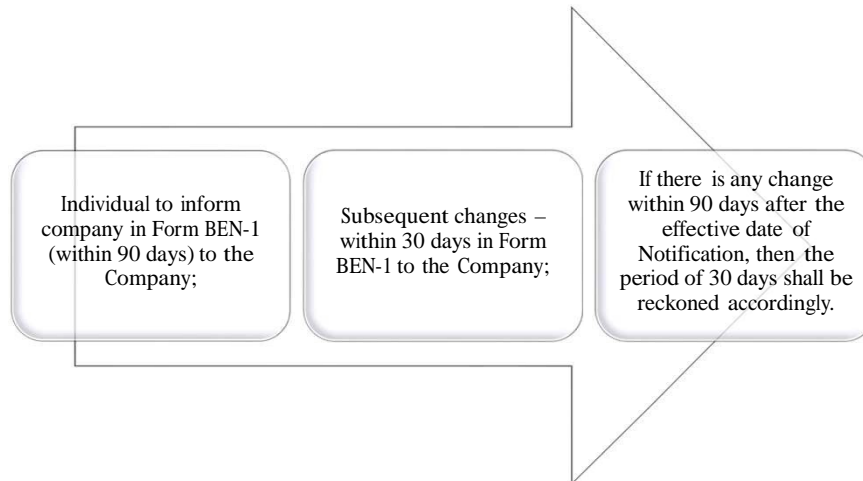 Individual to inform
company in Form BEN-1
(within 90 days) to the
Company;
Subsequent changes –
within 30 days in Form
BEN-1 to the Company;
If there is any change
within 90 days after the
effective date of
Notification, then the
period of 30 days shall be
reckoned accordingly.